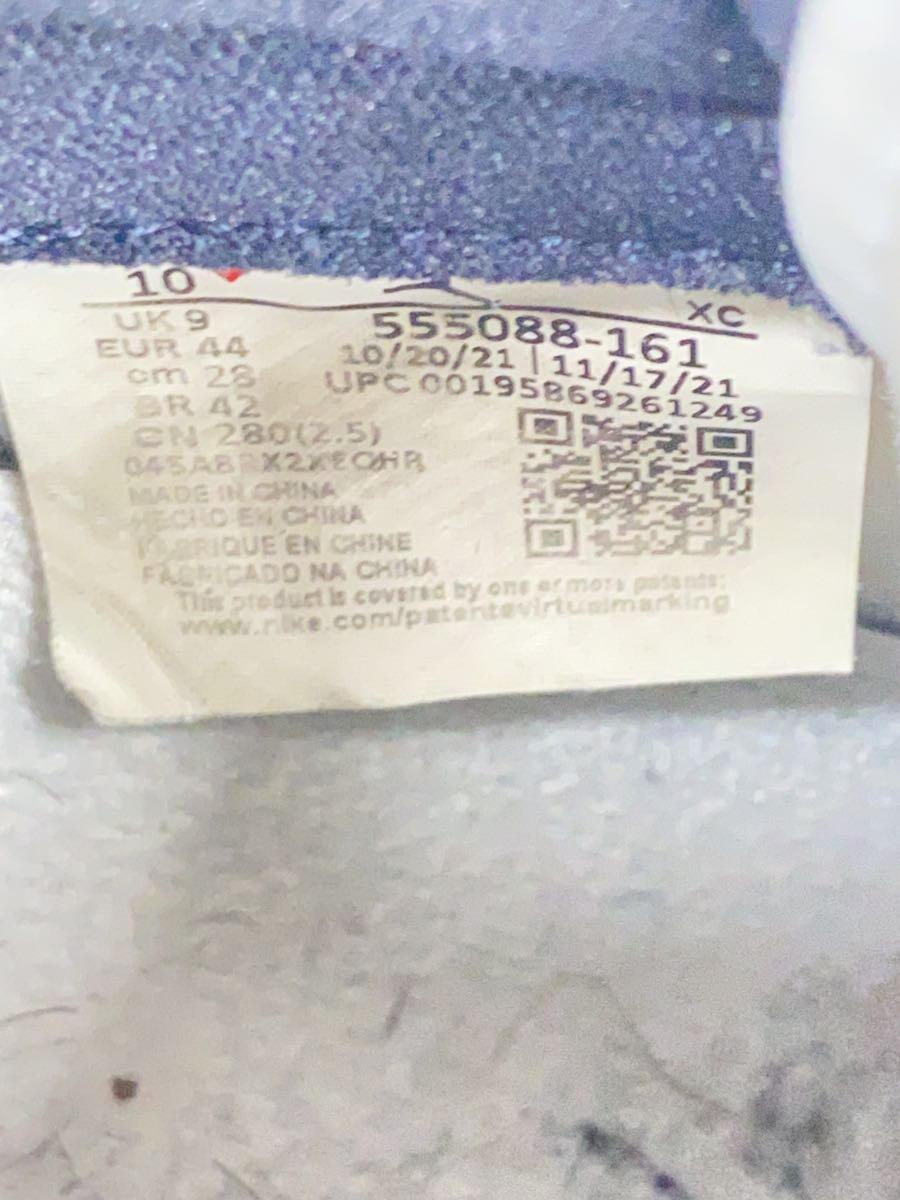 10
XC
UK 9
555088-161
EUR 44
10/20/21 | 11/17/21
cm 28
UPC 00195869261249
BR 42
CN 280(2.5)
MADE IN CHINA
HECHO EN CHINA
FABRIQUE EN CHINE
FABRICADO NA CHINA
This product is covered by one or more patents:
www.nike.com/patentsvirtualmarking